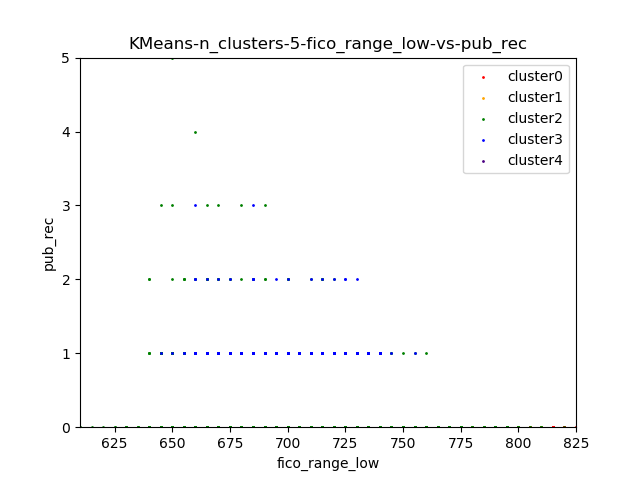 KMeans-n_clusters-5-fico_range_low-vs-pub_rec
5
4
3
2
1
0
pub_rec
cluster0
cluster1
cluster2
cluster3
cluster4
625 650 675 700 725 750 775 800 825
fico_range_low